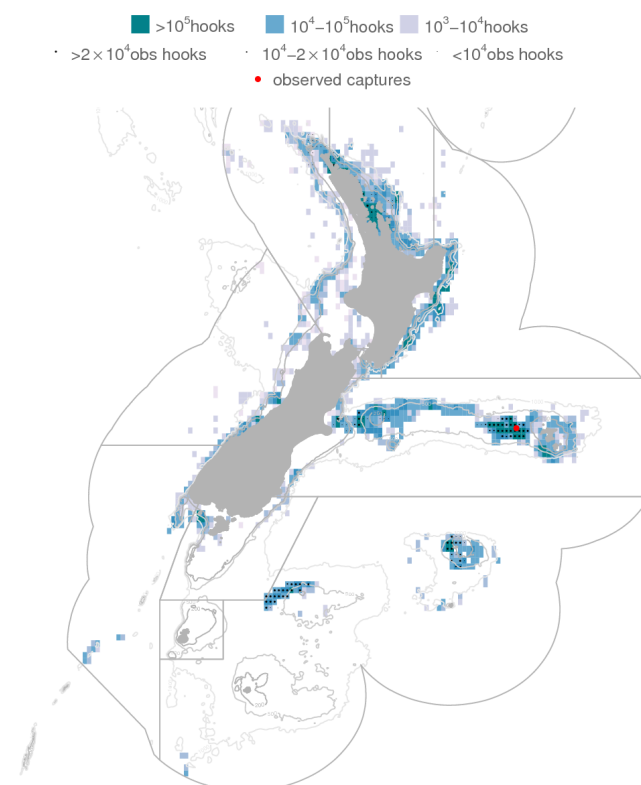 >10⁵hooks 10⁴–10⁵hooks 10³–10⁴hooks
>2×10⁴obs hooks 10⁴–2×10⁴obs hooks <10⁴obs hooks
observed captures